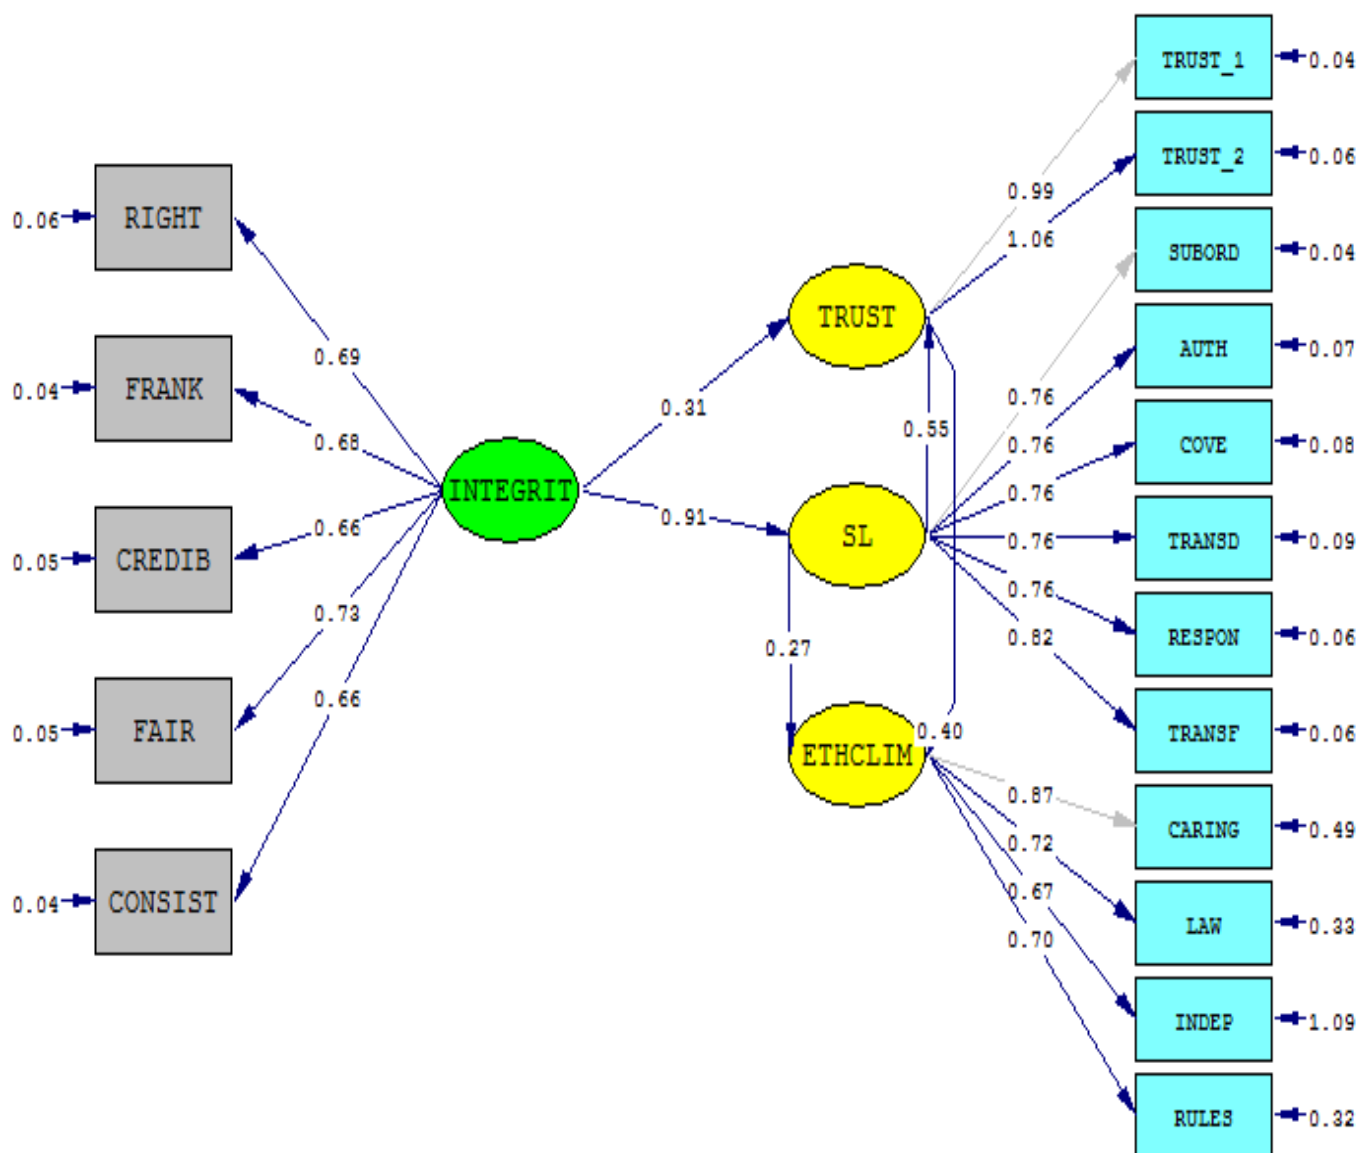 TRUST_1
0.04
TRUST_2
0.06
SUBORD
0.04
AUTH
0.07
COVE
0.08
TRANSD
0.09
RESPON
0.06
TRANSF
0.06
CARING
0.49
LAW
0.33
INDEP
1.09
RULES
0.32
0.06
RIGHT
0.04
FRANK
0.05
CREDIB
0.05
FAIR
0.04
CONSIST
0.69
0.68
0.66
0.73
0.66
INTEGRIT
0.31
0.91
TRUST
0.55
SL
0.27
ETHCLIM
0.40
0.99
1.06
0.76
0.76
0.76
0.76
0.76
0.82
0.87
0.72
0.67
0.70